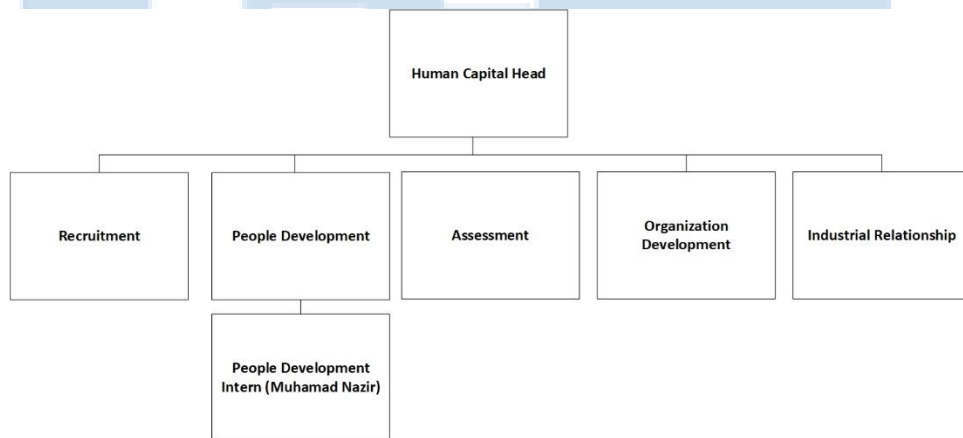 Human Capital Head
Recruitment
People Development
Assessment
Organization
Development
Industrial Relationship
People Development
Intern (Muhamad Nazir)